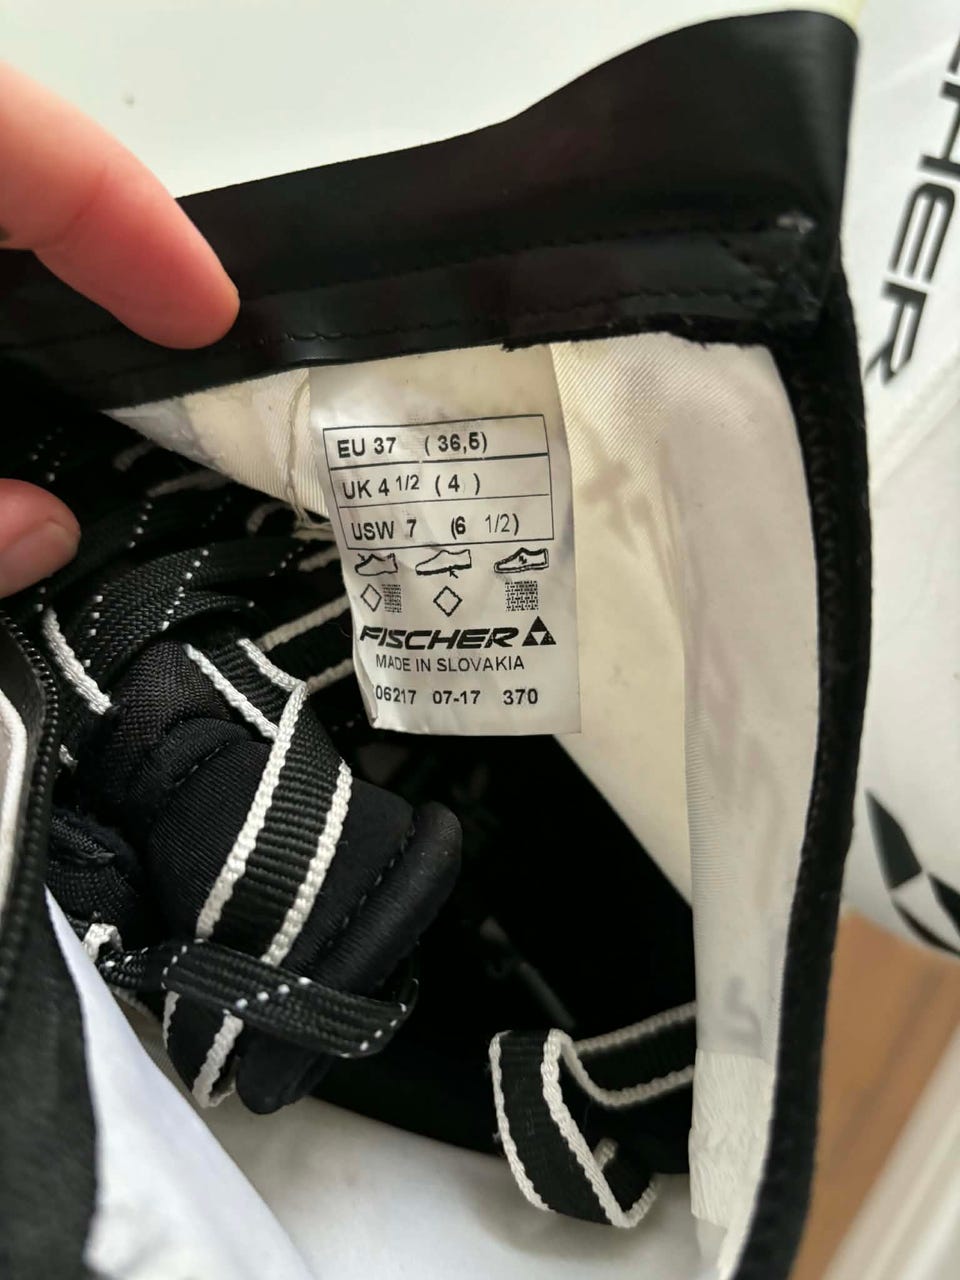 EU 37 (36,5)
UK 4 1/2 (4 )
USW 7 (6 1/2)
FISCHER
MADE IN SLOVAKIA
06217 07-17 370
CHER